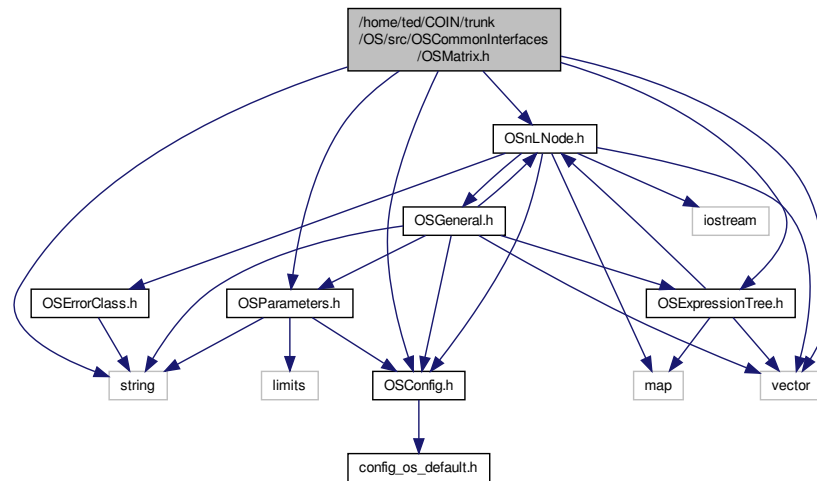 /home/ted/COIN/trunk
/OS/src/OSCommonInterfaces
/OSMatrix.h
OSnLNode.h
OSGeneral.h
iostream
OSErrorClass.h
OSParameters.h
OSExpressionTree.h
string
limits
OSConfig.h
map
vector
config_os_default.h